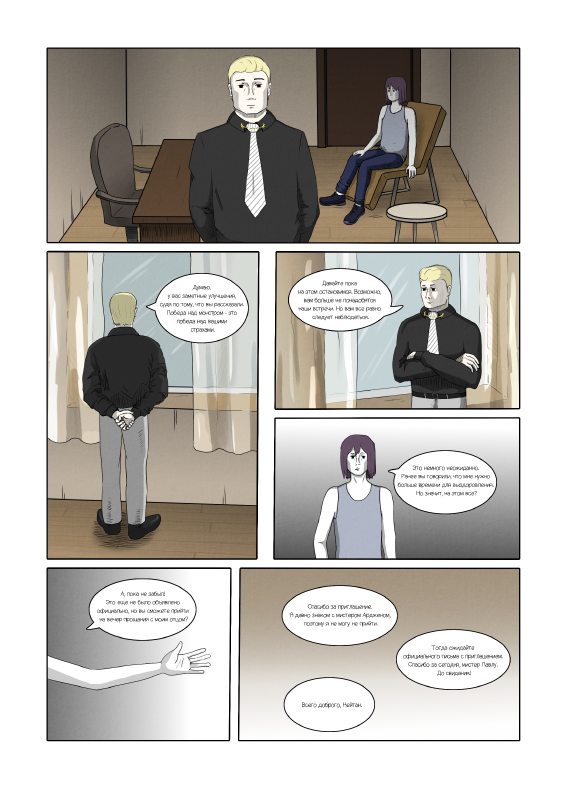 Думаю,
у вас заметные улучшения,
судя по тому, что вы рассказали.
Победа над монстром - это
победа над вашими
страхами.
Давайте пока
на этом остановимся. Возможно,
вам больше не понадобятся
наши встречи. Но вам все равно
следует наблюдаться.
Это немного неожиданно.
Ранее вы говорили, что мне нужно
больше времени для выздоровления.
Но значит, на этом все?
А, пока не забыл!
Это еще не было объявлено
официально, но вы сможете прийти
на вечер прощания с моим отцом?
Спасибо за приглашение.
Я давно знаком с мистером Ардженом,
поэтому я не могу не прийти.
Тогда ожидайте
официального письма с приглашением.
Спасибо за сегодня, мистер Павлу.
До свидания!
Всего доброго, Нейтан.